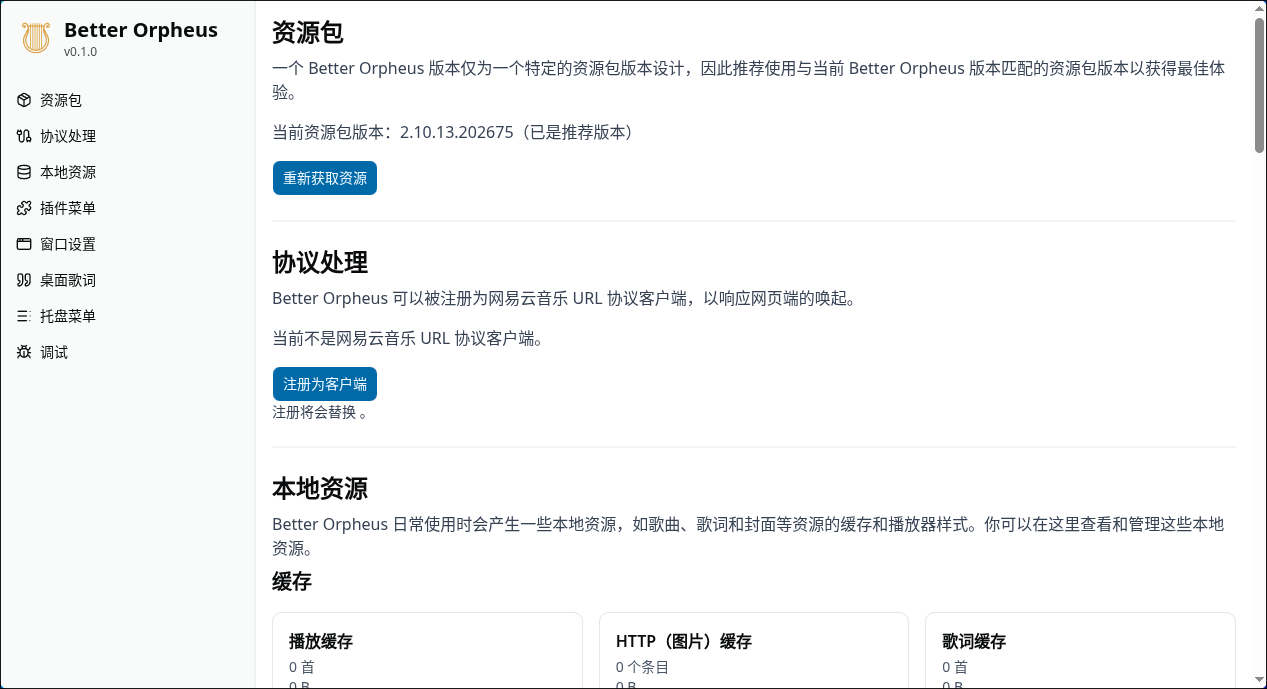 Better Orpheus
v0.1.0
资源包
协议处理
本地资源
插件菜单
窗口设置
桌面歌词
托盘菜单
调试
资源包
一个 Better Orpheus 版本仅为一个特定的资源包版本设计，因此推荐使用与当前 Better Orpheus 版本匹配的资源包版本以获得最佳体
验。
当前资源包版本：2.10.13.202675（已是推荐版本）
重新获取资源
协议处理
Better Orpheus 可以被注册为网易云音乐 URL 协议客户端，以响应网页端的唤起。
当前不是网易云音乐 URL 协议客户端。
注册为客户端
注册将会替换 。
本地资源
Better Orpheus 日常使用时会产生一些本地资源，如歌曲、歌词和封面等资源的缓存和播放器样式。你可以在这里查看和管理这些本地
资源。
缓存
播放缓存
0 首
0 B
HTTP（图片）缓存
0 个条目
0 B
歌词缓存
0 首
0 B